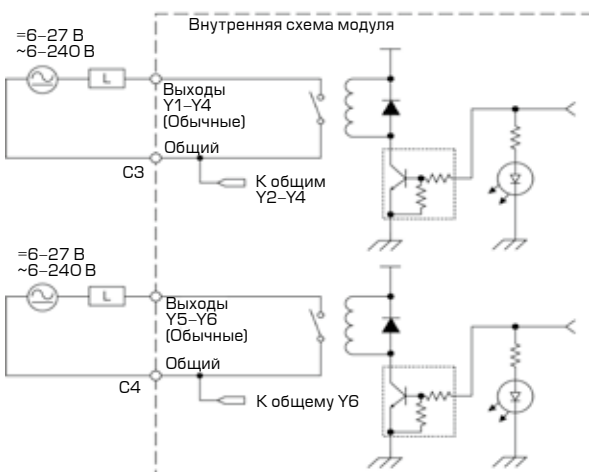 Внутренняя схема модуля
=6–27 В
~6–240 В
L
Выходы
Y1–Y4
(Обычные)
Общий
C3
К общим
Y2–Y4
=6–27 В
~6–240 В
L
Выходы
Y5–Y6
(Обычные)
Общий
C4
К общему Y6